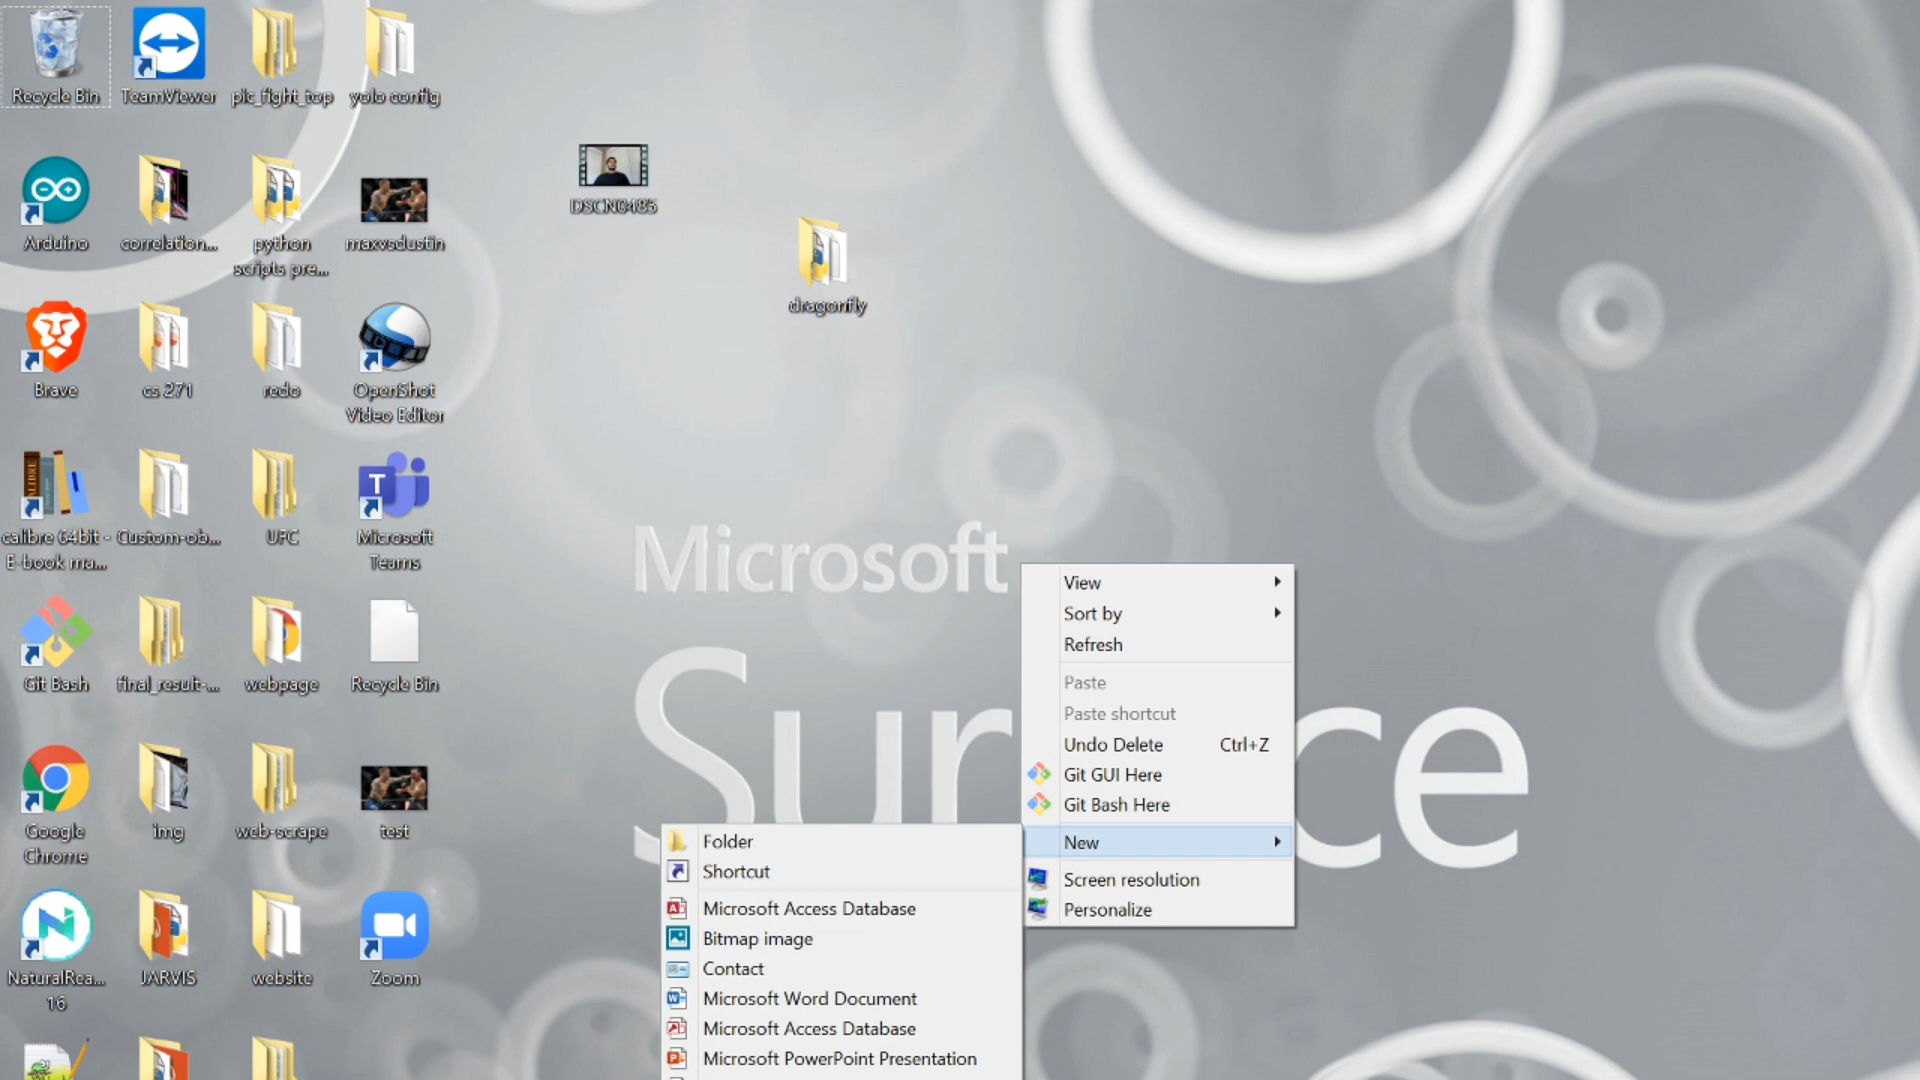 Recycle Bin
TeamViewer
pic_fight_top
yolo config
Arduino
correlation...
python
scripts pra...
maxvsdustin
DSCN0485
dragonfly
Brave
cs 271
redo
OpenShot
Video Editor
calibre 64bit -
E-book ma...
Custom-ob...
UFC
Microsoft
Teams
Git Bash
final_result-...
webpage
Recycle Bin
Google
Chrome
img
web-scrape
test
NaturalRea...
16
JARVIS
website
Zoom
Microsoft
Sur ce
View
Sort by
Refresh
Paste
Paste shortcut
Undo Delete Ctrl+Z
Git GUI Here
Git Bash Here
New
Screen resolution
Personalize
Folder
Shortcut
Microsoft Access Database
Bitmap image
Contact
Microsoft Word Document
Microsoft Access Database
Microsoft PowerPoint Presentation